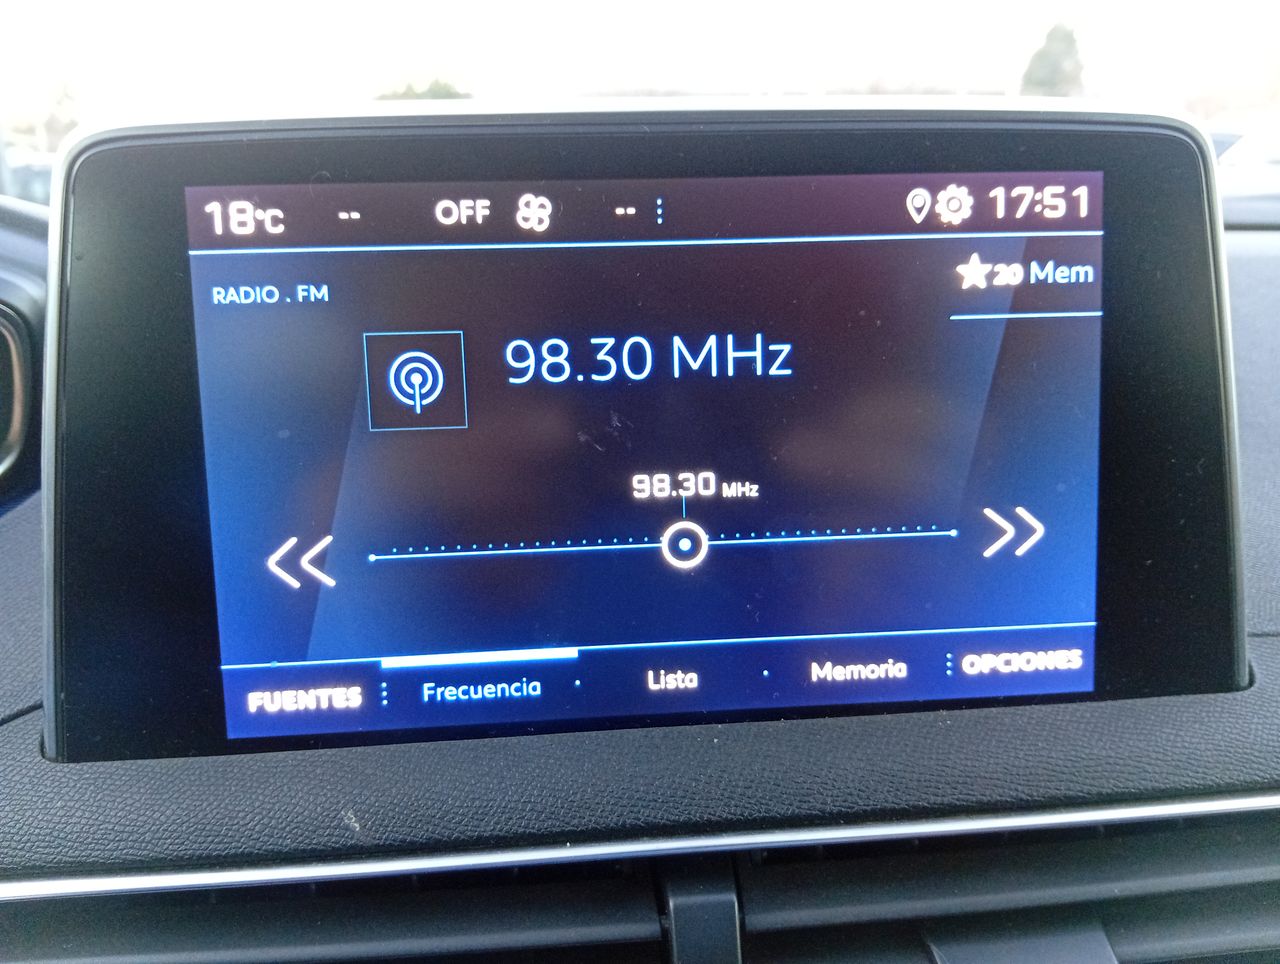 18°C -- OFF -- 17:51
20 Mem
RADIO . FM
98.30 MHz
98.30 MHz
FUENTES Frecuencia Lista Memoria OPCIONES